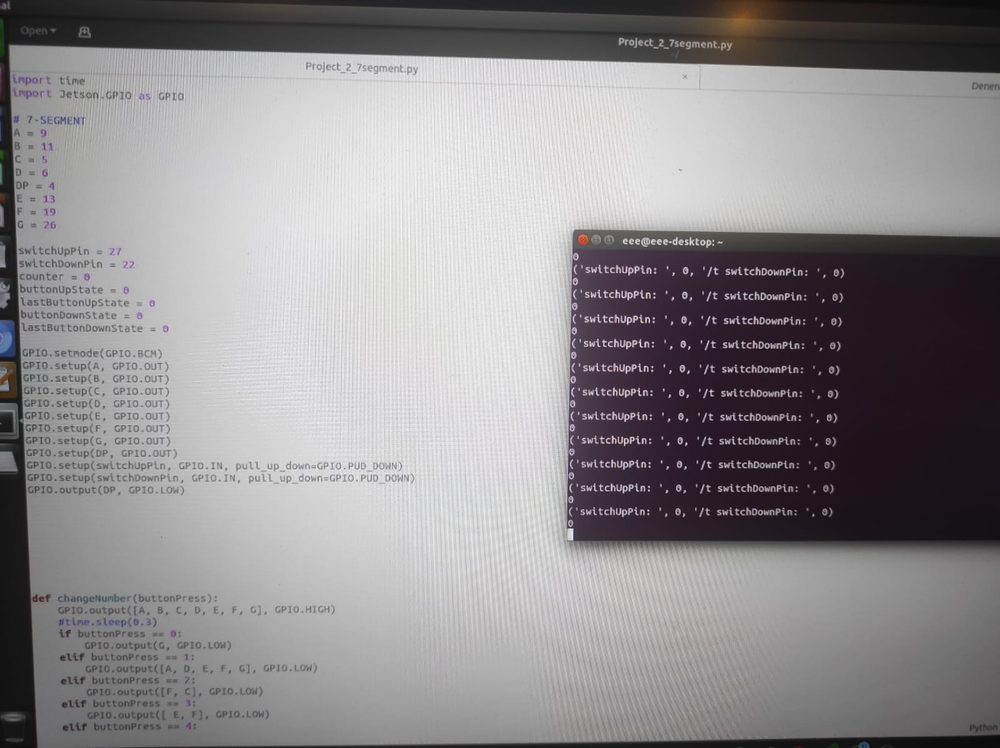 al
Open
Project_2_7segment.py
~/
Project_2_7segment.py
×
Denen
import time
import Jetson.GPIO as GPIO
# 7-SEGMENT
A = 9
B = 11
C = 5
D = 6
DP = 4
E = 13
F = 19
G = 26
switchUpPin = 27
switchDownPin = 22
counter = 0
buttonUpState = 0
lastButtonUpState = 0
buttonDownState = 0
lastButtonDownState = 0
GPIO.setmode(GPIO.BCM)
GPIO.setup(A, GPIO.OUT)
GPIO.setup(B, GPIO.OUT)
GPIO.setup(C, GPIO.OUT)
GPIO.setup(D, GPIO.OUT)
GPIO.setup(E, GPIO.OUT)
GPIO.setup(F, GPIO.OUT)
GPIO.setup(G, GPIO.OUT)
GPIO.setup(DP, GPIO.OUT)
GPIO.setup(switchUpPin, GPIO.IN, pull_up_down=GPIO.PUD_DOWN)
GPIO.setup(switchDownPin, GPIO.IN, pull_up_down=GPIO.PUD_DOWN)
GPIO.output(DP, GPIO.LOW)
def changeNumber(buttonPress):
GPIO.output([A, B, C, D, E, F, G], GPIO.HIGH)
#time.sleep(0.3)
if buttonPress == 0:
GPIO.output(G, GPIO.LOW)
elif buttonPress == 1:
GPIO.output([A, D, E, F, G], GPIO.LOW)
elif buttonPress == 2:
GPIO.output([F, C], GPIO.LOW)
elif buttonPress == 3:
GPIO.output([ E, F], GPIO.LOW)
elif buttonPress == 4:
eee@eee-desktop: ~
0
('switchUpPin: ', 0, '/t switchDownPin: ', 0)
0
('switchUpPin: ', 0, '/t switchDownPin: ', 0)
0
('switchUpPin: ', 0, '/t switchDownPin: ', 0)
0
('switchUpPin: ', 0, '/t switchDownPin: ', 0)
0
('switchUpPin: ', 0, '/t switchDownPin: ', 0)
0
('switchUpPin: ', 0, '/t switchDownPin: ', 0)
0
('switchUpPin: ', 0, '/t switchDownPin: ', 0)
0
('switchUpPin: ', 0, '/t switchDownPin: ', 0)
0
('switchUpPin: ', 0, '/t switchDownPin: ', 0)
0
('switchUpPin: ', 0, '/t switchDownPin: ', 0)
0
('switchUpPin: ', 0, '/t switchDownPin: ', 0)
0
Python